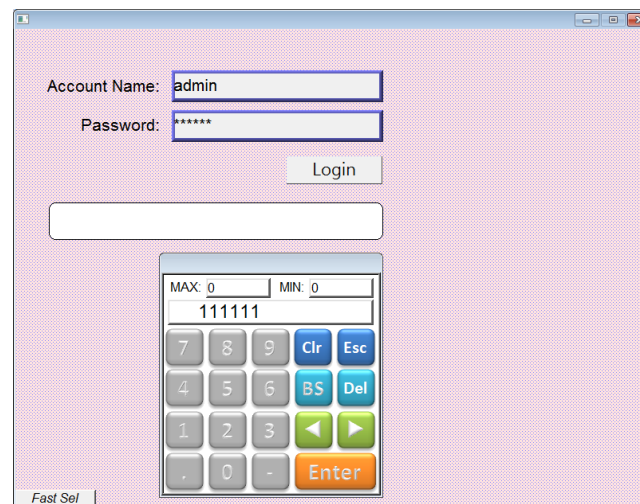 Account Name: admin
Password: ******
Login
MAX: 0 MIN: 0
111111
7 8 9 Clr Esc
4 5 6 BS Del
1 2 3
. 0 - Enter
Fast Sel